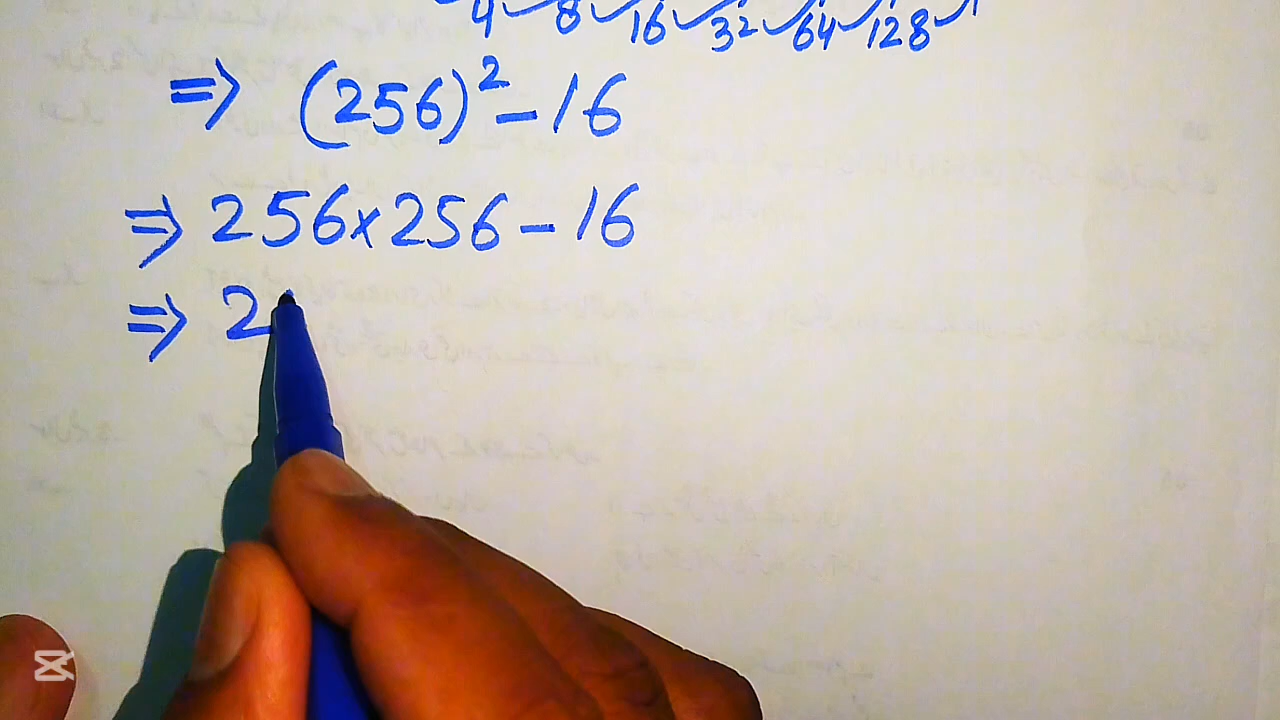 4 8 16 32 64 128
=> (256)² - 16
=> 256×256 - 16
=> 2